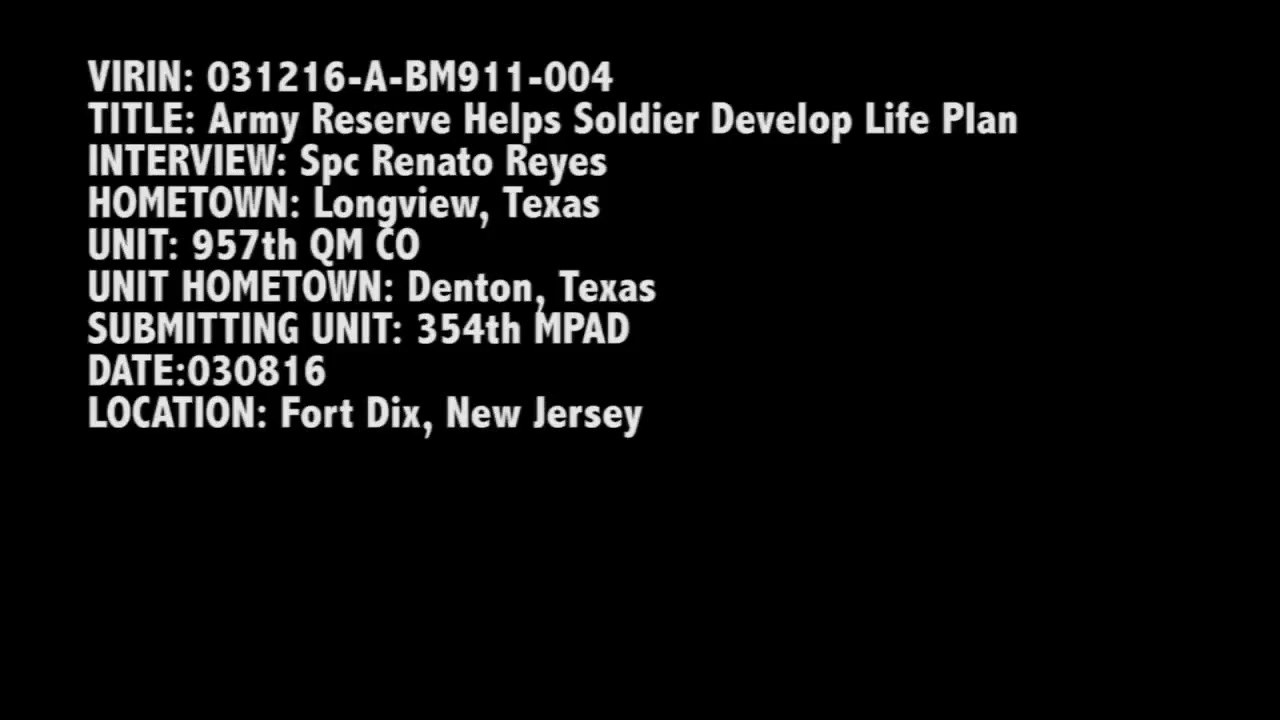 VIRIN: 031216-A-BM911-004
TITLE: Army Reserve Helps Soldier Develop Life Plan
INTERVIEW: Spc Renato Reyes
HOMETOWN: Longview, Texas
UNIT: 957th QM CO
UNIT HOMETOWN: Denton, Texas
SUBMITTING UNIT: 354th MPAD
DATE:030816
LOCATION: Fort Dix, New Jersey